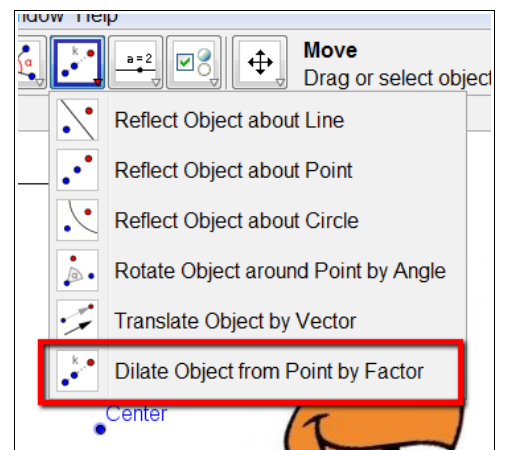 Window Help
k
α
a = 2
Move
Drag or select object
Reflect Object about Line
Reflect Object about Point
Reflect Object about Circle
α
Rotate Object around Point by Angle
Translate Object by Vector
k
Dilate Object from Point by Factor
Center